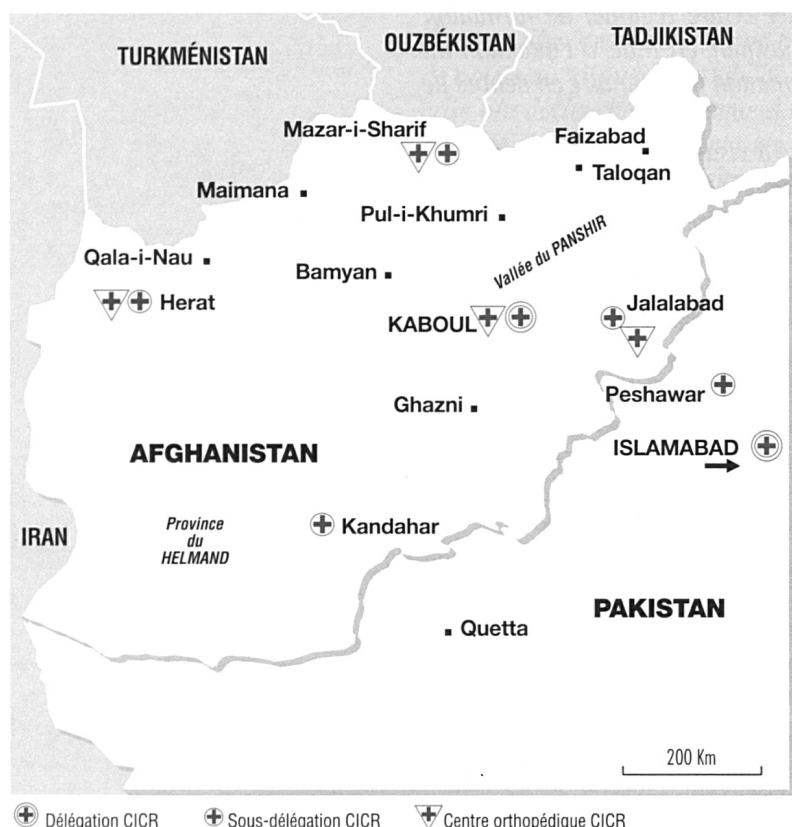 TURKMÉNISTAN
OUZBÉKISTAN
TADJIKISTAN
Mazar-i-Sharif
Faizabad
Taloqan
Maimana
Pul-i-Khumri
Vallée du PANSHIR
Qala-i-Nau
Bamyan
Herat
KABOUL
Jalalabad
Peshawar
Ghazni
ISLAMABAD
AFGHANISTAN
IRAN
Province
du
HELMAND
Kandahar
PAKISTAN
Quetta
200 Km
Délégation CICR
Sous-délégation CICR
Centre orthopédique CICR